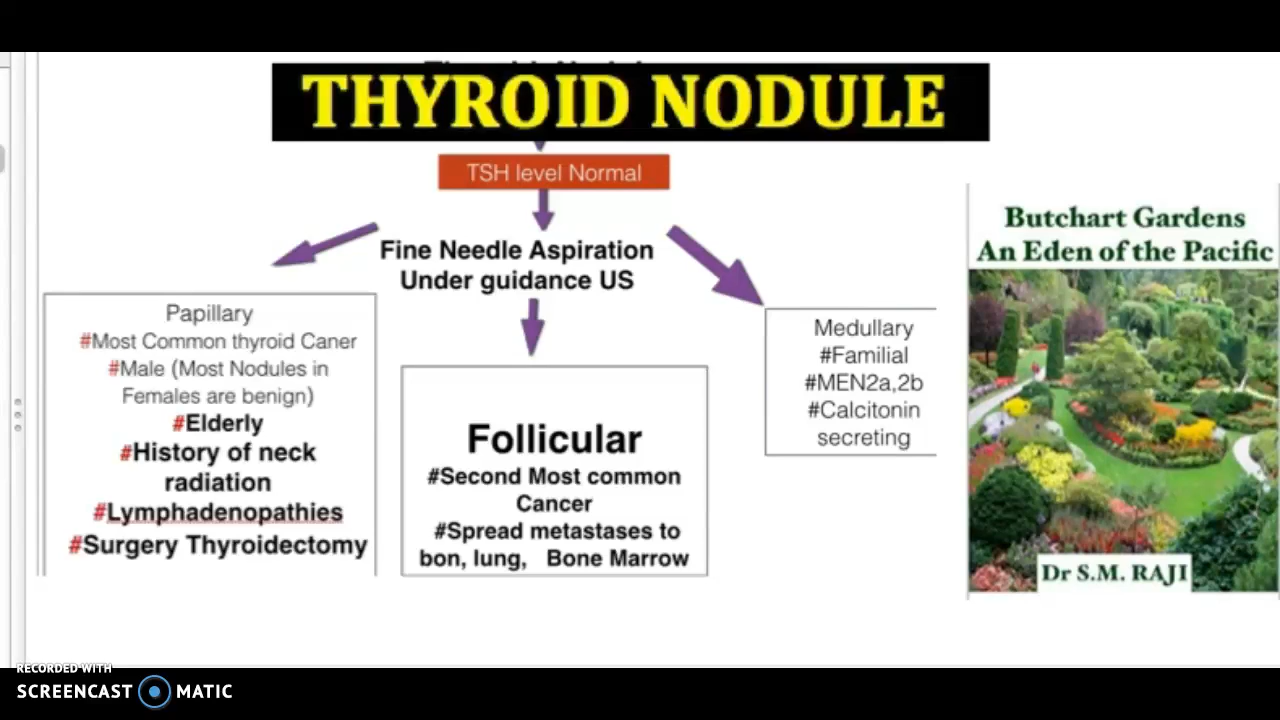 THYROID NODULE
TSH level Normal
Fine Needle Aspiration
Under guidance US
Papillary
#Most Common thyroid Caner
#Male (Most Nodules in
Females are benign)
#Elderly
#History of neck
radiation
#Lymphadenopathies
#Surgery Thyroidectomy
Follicular
#Second Most common
Cancer
#Spread metastases to
bon, lung, Bone Marrow
Medullary
#Familial
#MEN2a,2b
#Calcitonin
secreting
Butchart Gardens
An Eden of the Pacific
Dr S.M. RAJI
RECORDED WITH
SCREENCAST MATIC